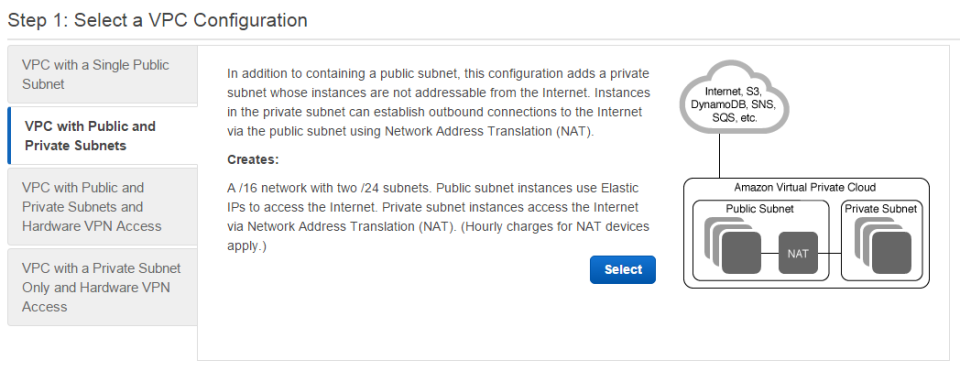 Step 1: Select a VPC Configuration
VPC with a Single Public
Subnet
VPC with Public and
Private Subnets
VPC with Public and
Private Subnets and
Hardware VPN Access
VPC with a Private Subnet
Only and Hardware VPN
Access
In addition to containing a public subnet, this configuration adds a private
subnet whose instances are not addressable from the Internet. Instances
in the private subnet can establish outbound connections to the Internet
via the public subnet using Network Address Translation (NAT).
Creates:
A /16 network with two /24 subnets. Public subnet instances use Elastic
IPs to access the Internet. Private subnet instances access the Internet
via Network Address Translation (NAT). (Hourly charges for NAT devices
apply.)
Select
Internet, S3,
DynamoDB, SNS,
SQS, etc.
Amazon Virtual Private Cloud
Public Subnet
Private Subnet
NAT